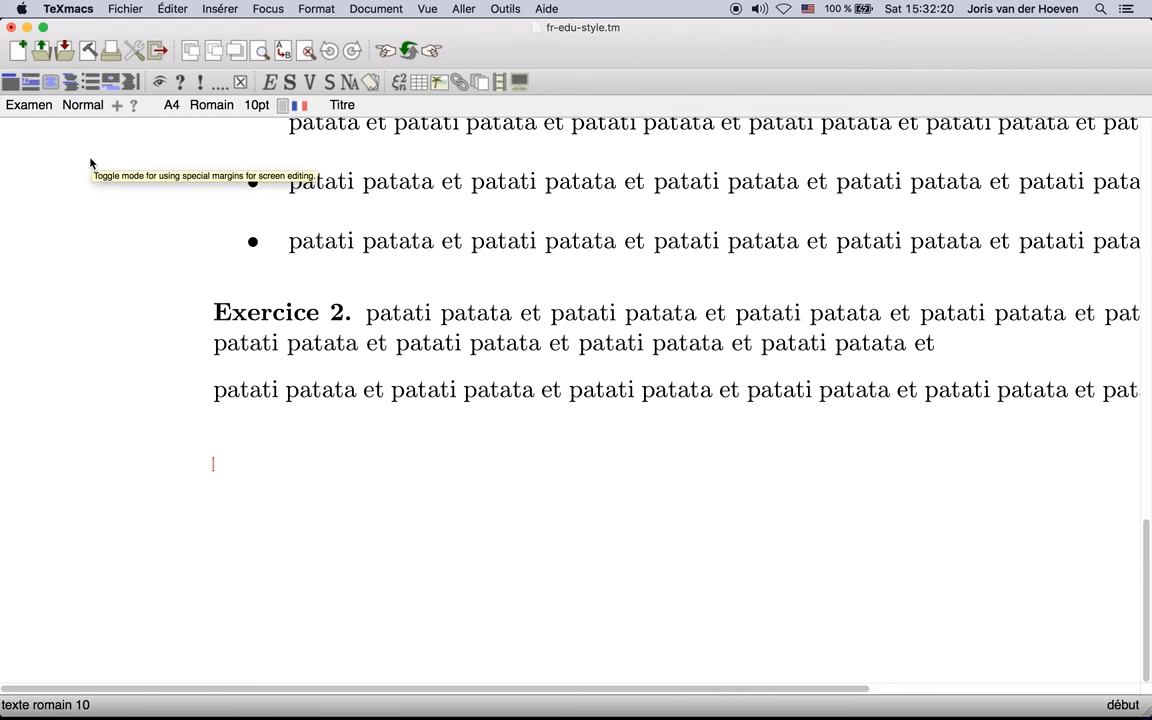 TeXmacs Fichier Éditer Insérer Focus Format Document Vue Aller Outils Aide 100 % Sat 15:32:20 Joris van der Hoeven
fr-edu-style.tm
Examen Normal + ? A4 Romain 10pt Titre
patata et patati patata et patati patata et patati patata et patati patata et pat
Toggle mode for using special margins for screen editing.
• patati patata et patati patata et patati patata et patati patata et patati pata
• patati patata et patati patata et patati patata et patati patata et patati pata
Exercice 2. patati patata et patati patata et patati patata et patati patata et pat
patati patata et patati patata et patati patata et patati patata et
patati patata et patati patata et patati patata et patati patata et patati patata et pat
texte romain 10 début